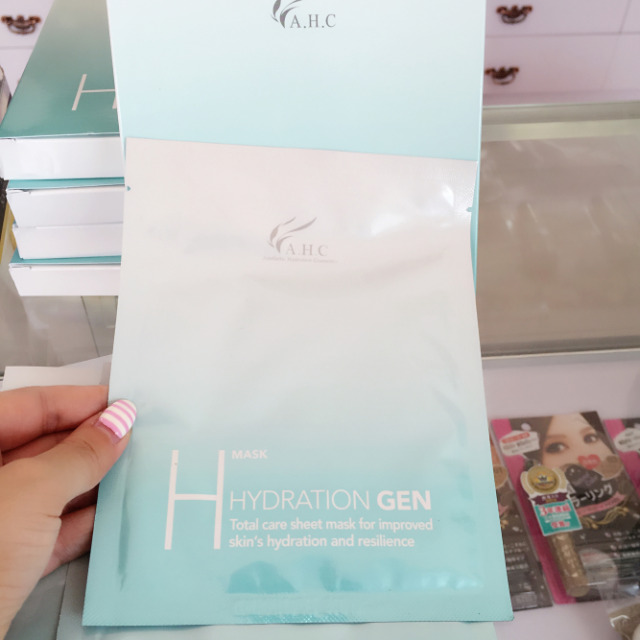 A.H.C
H
A.H.C
H
MASK
HYDRATION GEN
Total care sheet mask for improved
skin's hydration and resilience